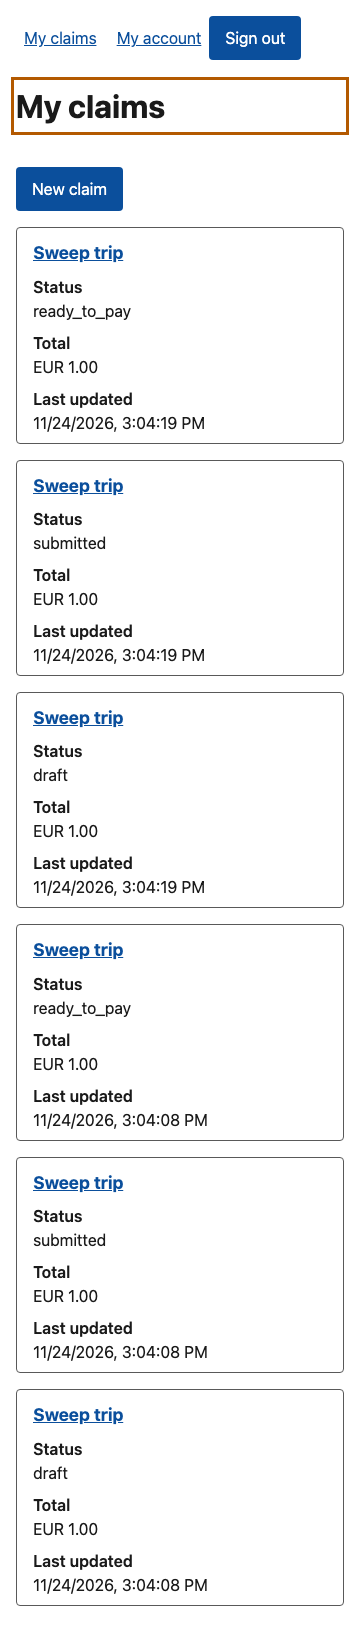 My claims My account Sign out
My claims
New claim
Sweep trip
Status
ready_to_pay
Total
EUR 1.00
Last updated
11/24/2026, 3:04:19 PM
Sweep trip
Status
submitted
Total
EUR 1.00
Last updated
11/24/2026, 3:04:19 PM
Sweep trip
Status
draft
Total
EUR 1.00
Last updated
11/24/2026, 3:04:19 PM
Sweep trip
Status
ready_to_pay
Total
EUR 1.00
Last updated
11/24/2026, 3:04:08 PM
Sweep trip
Status
submitted
Total
EUR 1.00
Last updated
11/24/2026, 3:04:08 PM
Sweep trip
Status
draft
Total
EUR 1.00
Last updated
11/24/2026, 3:04:08 PM